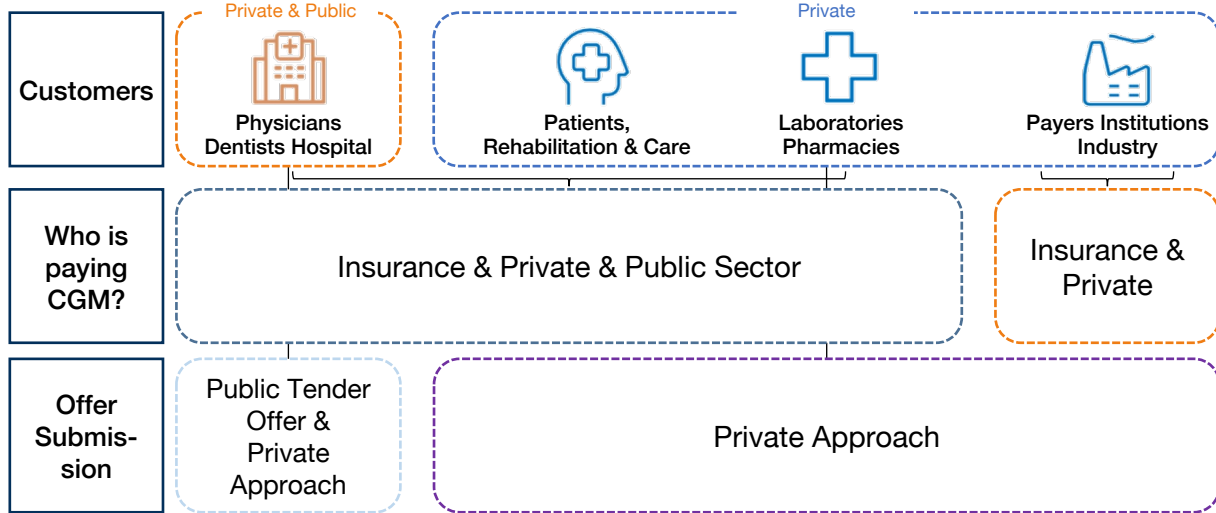 Private & Public
Private
Customers
Physicians
Dentists Hospital
Patients,
Rehabilitation & Care
Laboratories
Pharmacies
Payers Institutions
Industry
Who is
paying
CGM?
Insurance & Private & Public Sector
Insurance &
Private
Offer
Submis-
sion
Public Tender
Offer &
Private
Approach
Private Approach